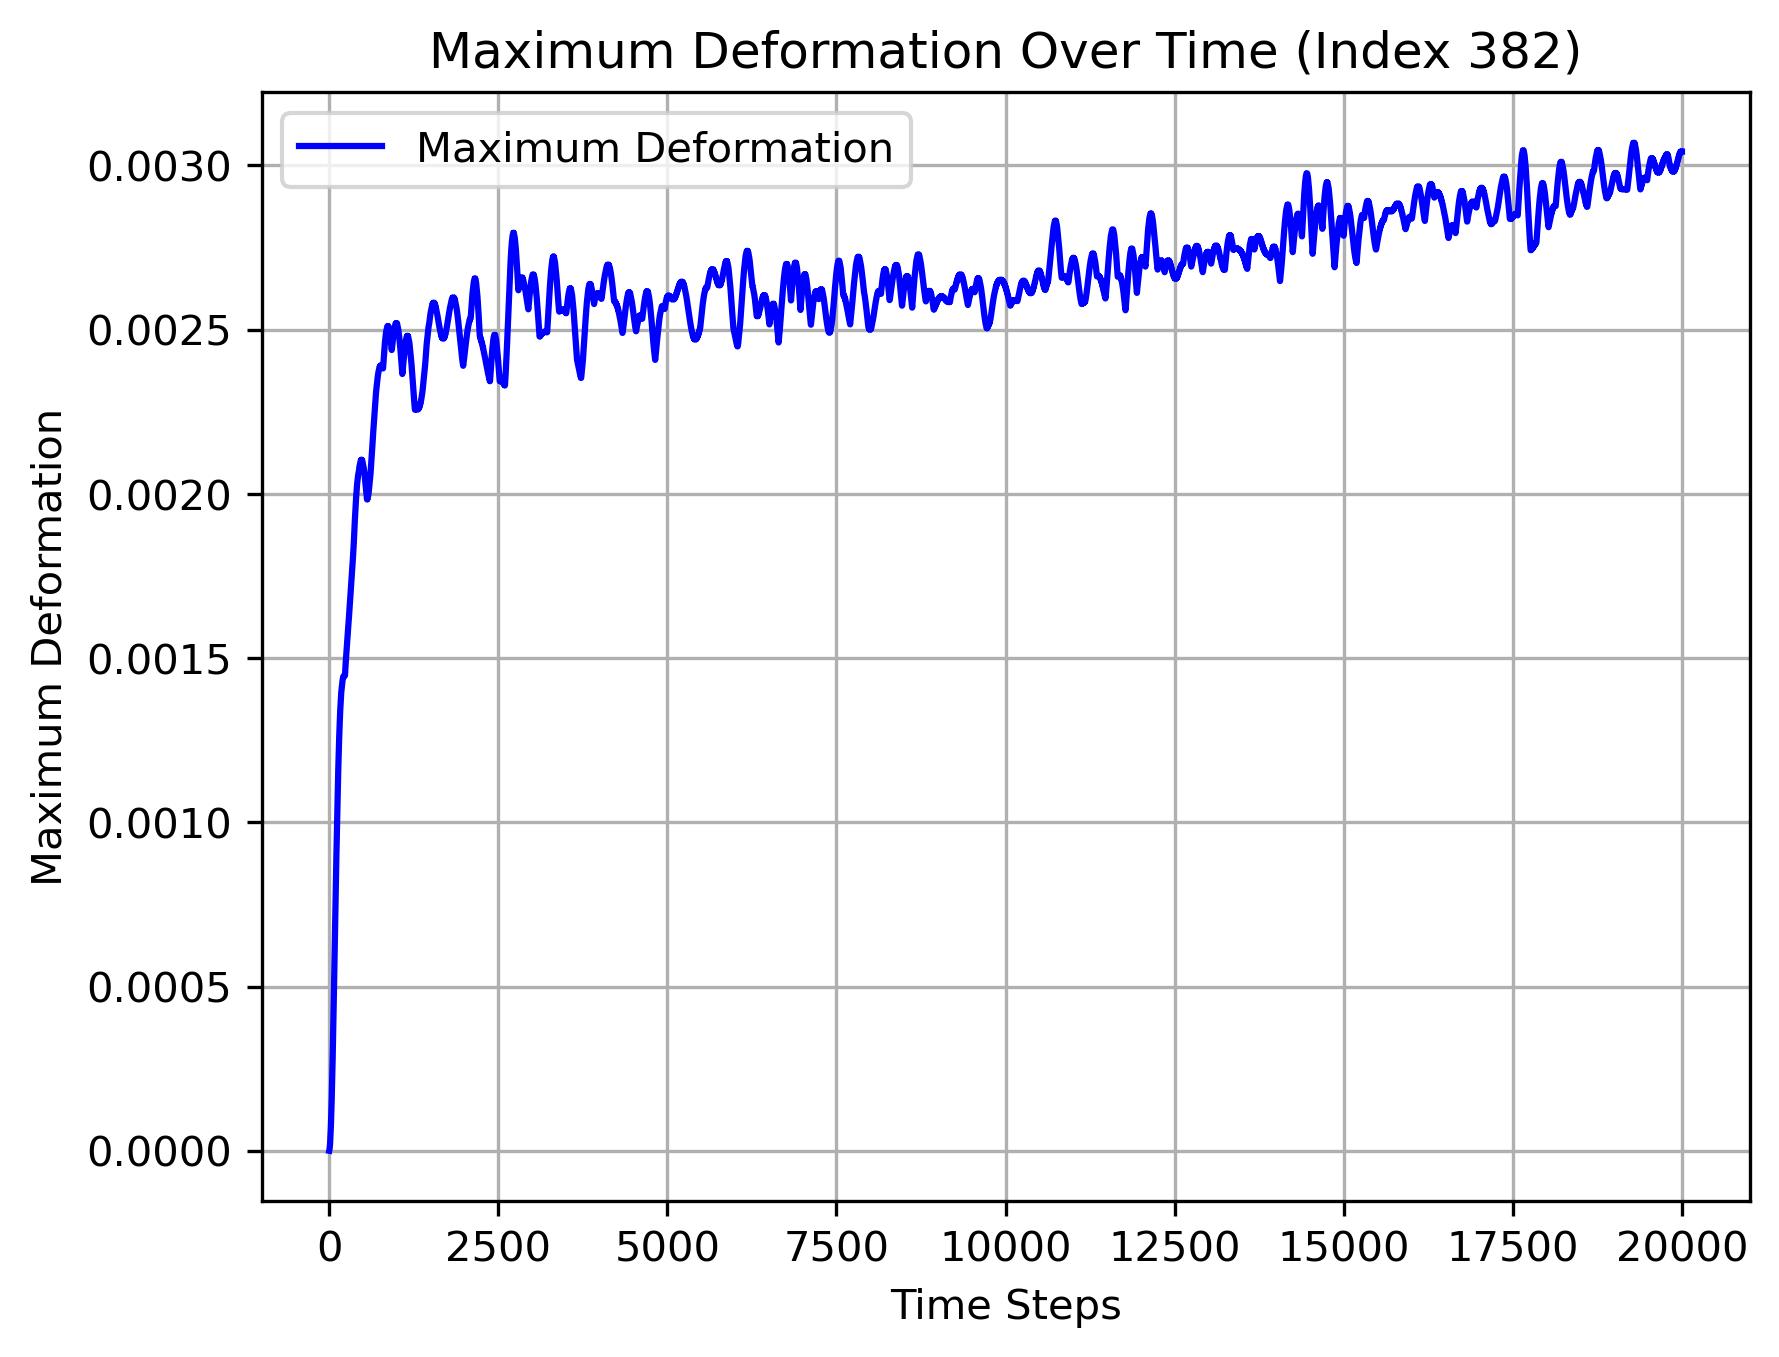 Maximum Deformation Over Time (Index 382)
Maximum Deformation
0.0030
0.0025
0.0020
0.0015
0.0010
0.0005
0.0000
Maximum Deformation
0 2500 5000 7500 10000 12500 15000 17500 20000
Time Steps